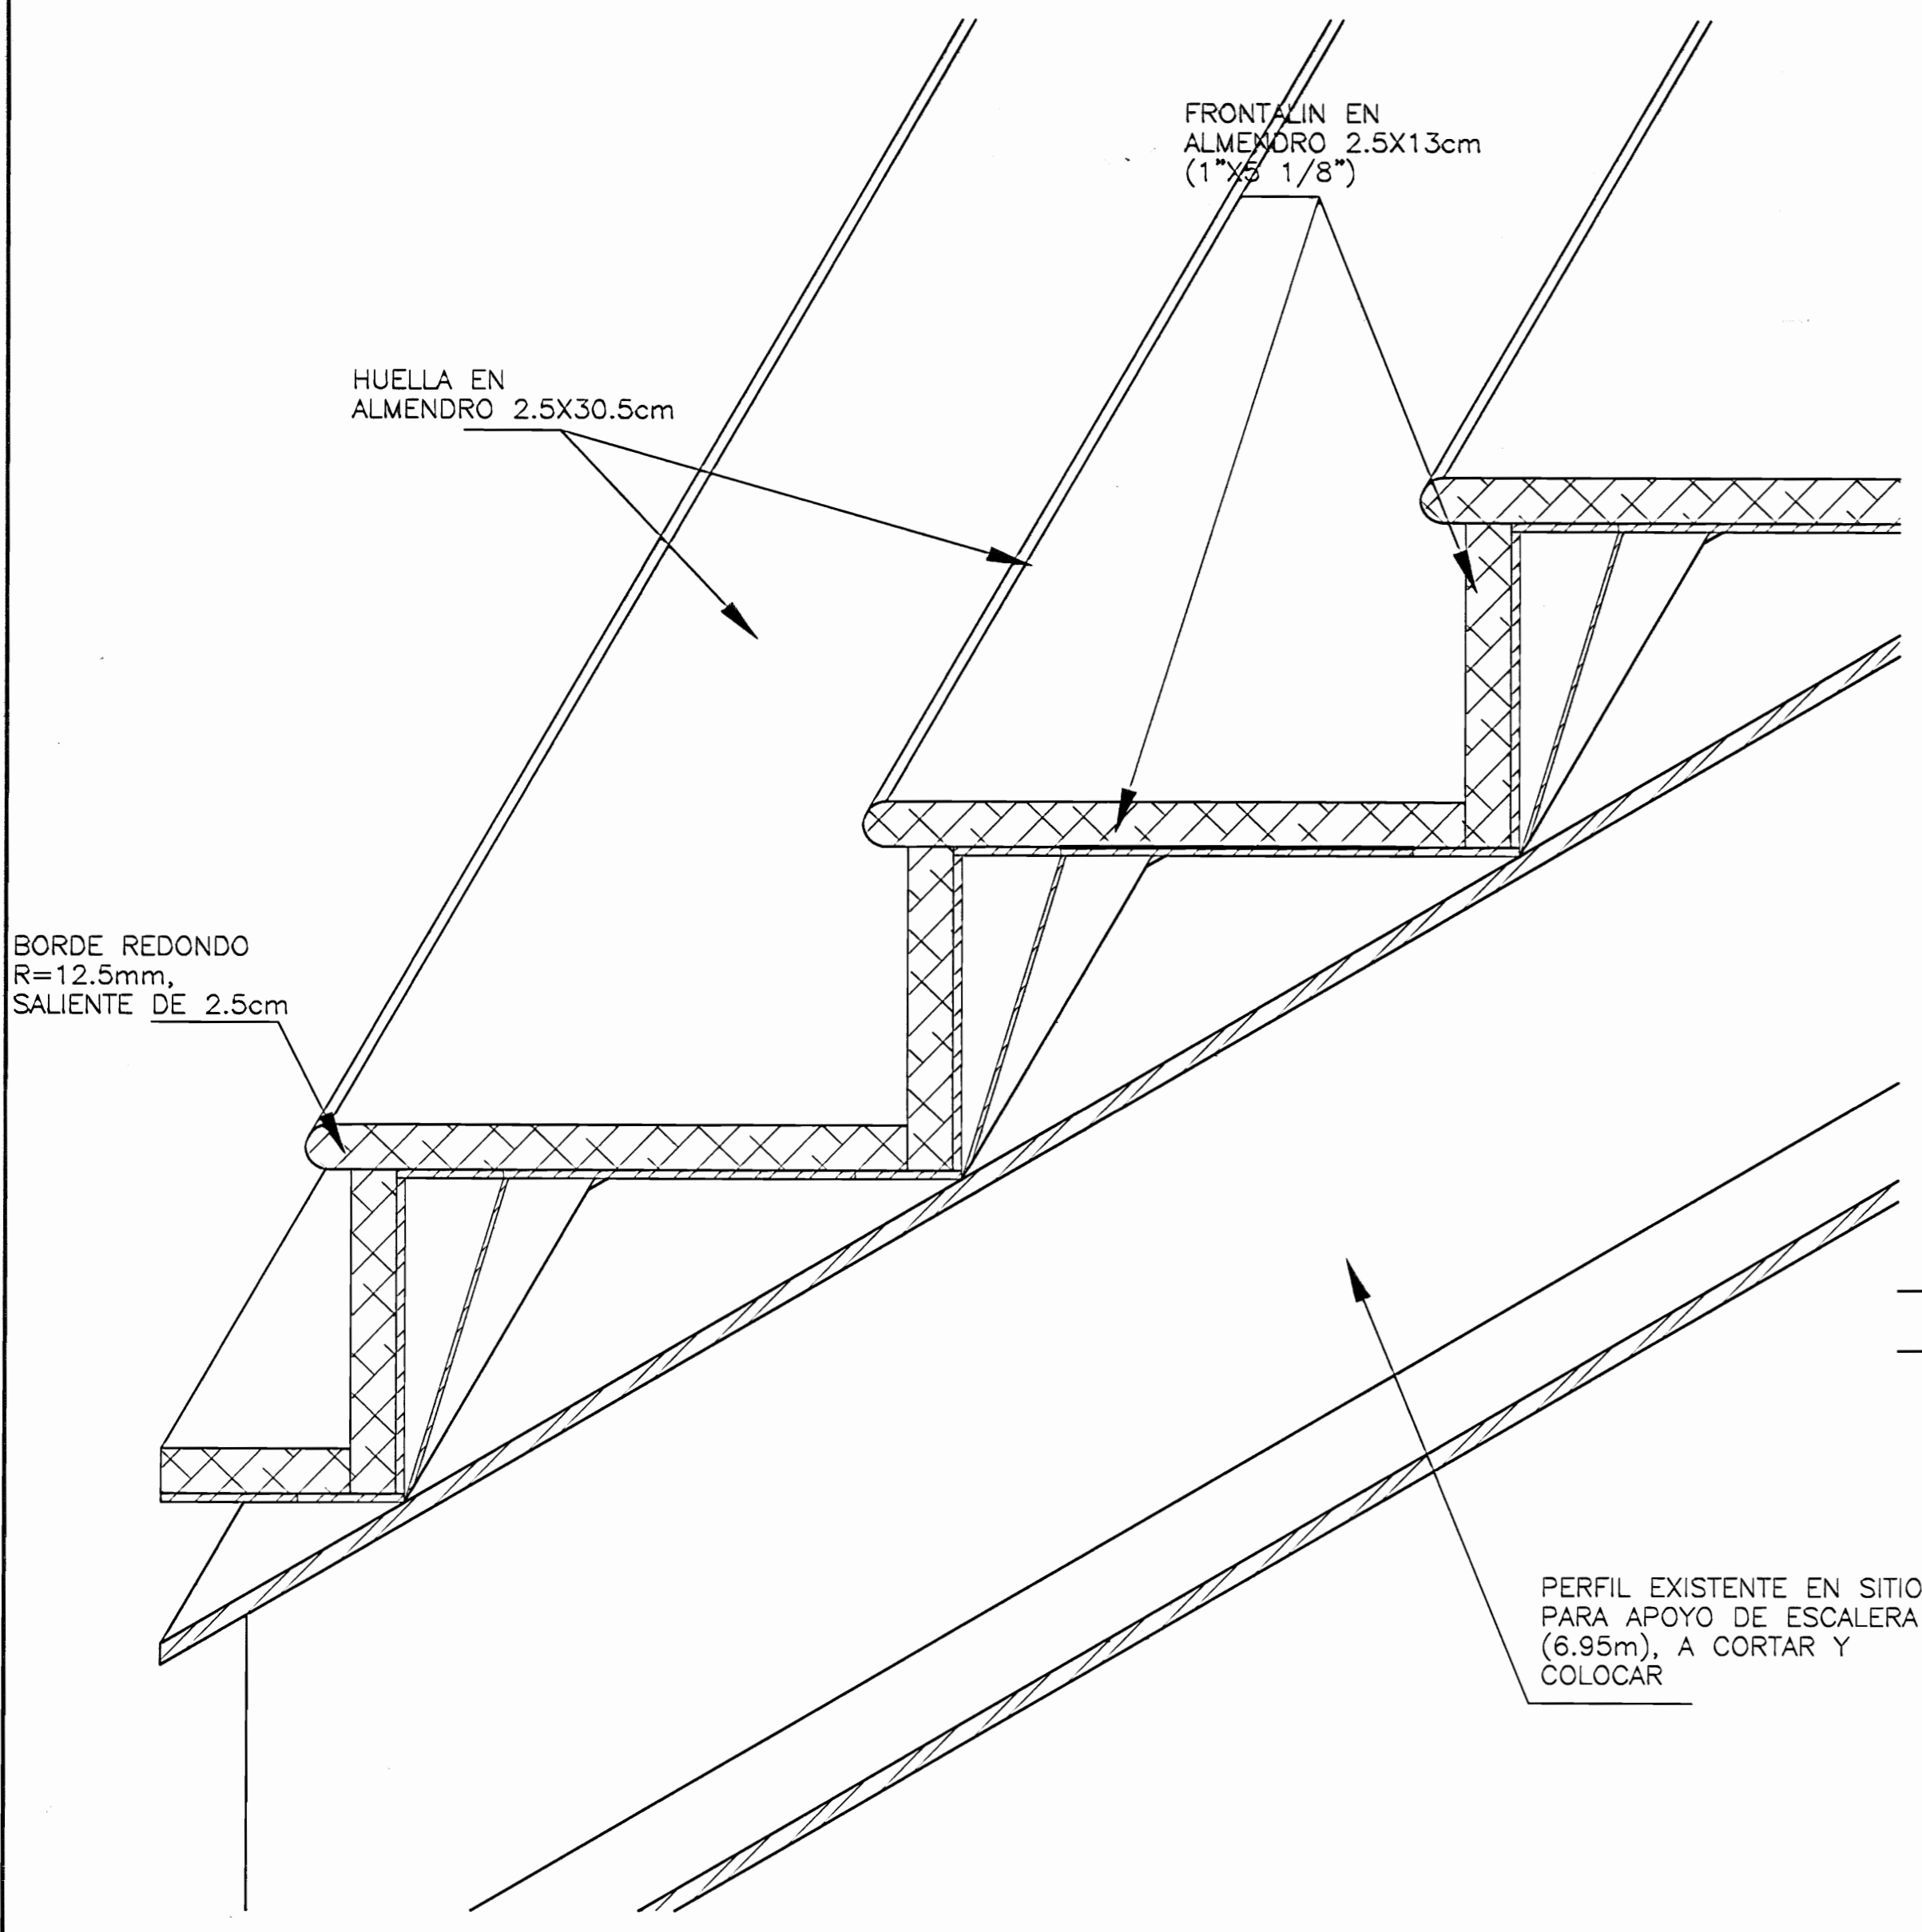 FRONTALIN EN
ALMENDRO 2.5X13cm
(1"X5 1/8")
HUELLA EN
ALMENDRO 2.5X30.5cm
BORDE REDONDO
R=12.5mm,
SALIENTE DE 2.5cm
PERFIL EXISTENTE EN SITIO
PARA APOYO DE ESCALERA
(6.95m), A CORTAR Y
COLOCAR